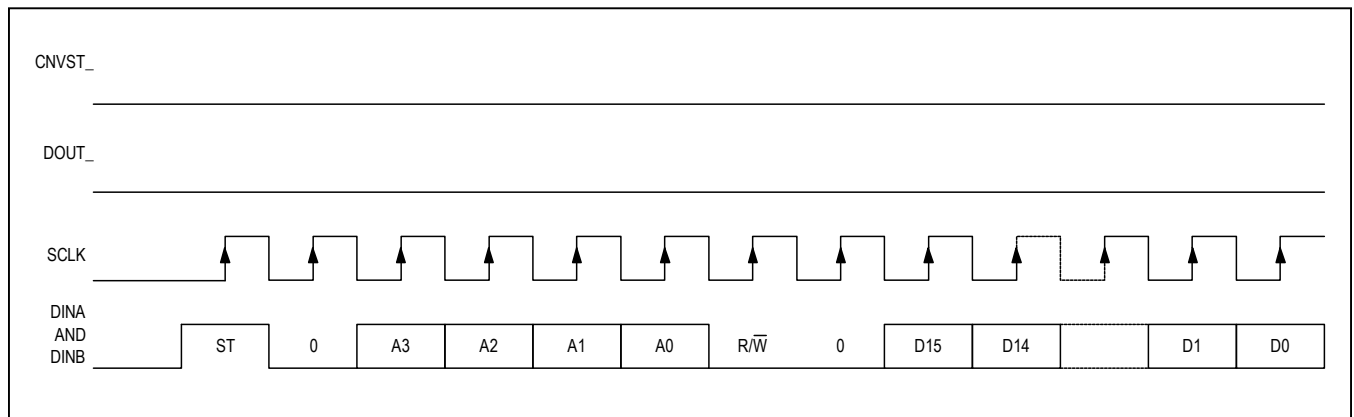 CNVST_
DOUT_
SCLK
DINA
AND
DINB
ST 0 A3 A2 A1 A0 R/W̅ 0 D15 D14 D1 D0